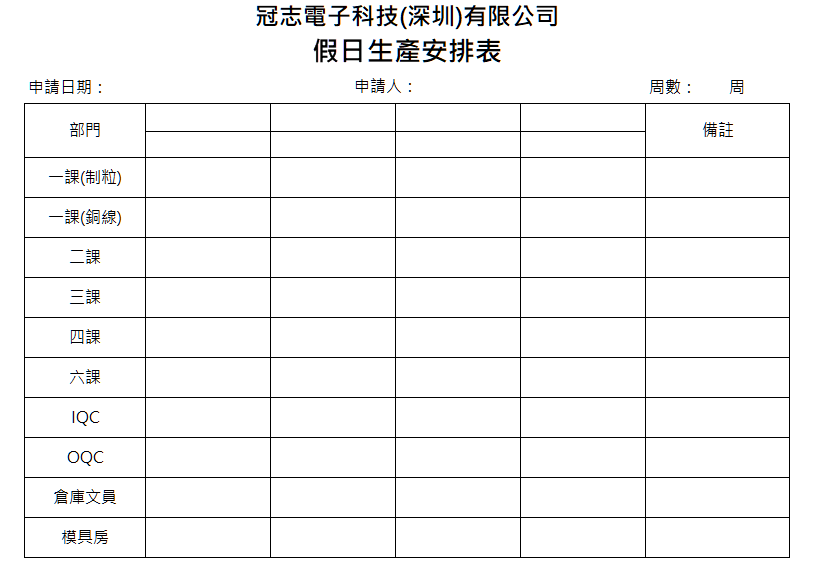 冠志電子科技(深圳)有限公司
假日生產安排表
申請日期： 申請人： 周數： 周
部門 備註
一課(制粒)
一課(銅線)
二課
三課
四課
六課
IQC
OQC
倉庫文員
模具房